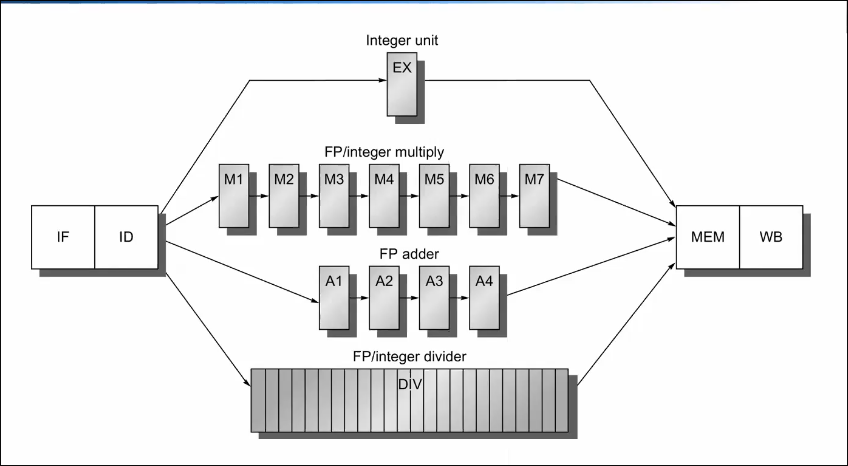 Integer unit
EX
FP/integer multiply
M1 M2 M3 M4 M5 M6 M7
IF ID MEM WB
FP adder
A1 A2 A3 A4
FP/integer divider
DIV